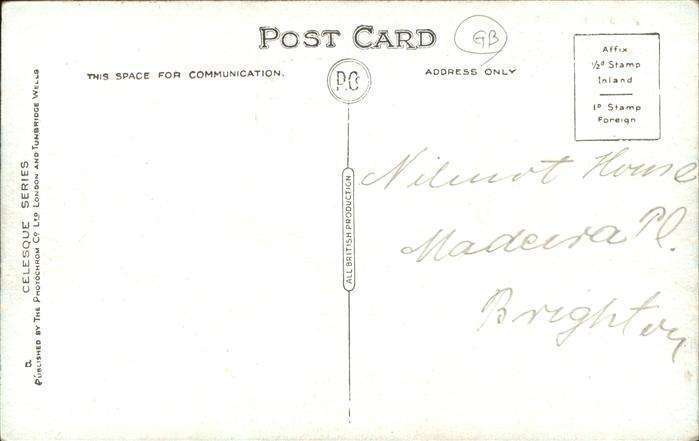 POST CARD
GB
THIS SPACE FOR COMMUNICATION.
P.C
ADDRESS ONLY
Affix
½d Stamp
Inland
1d Stamp
Foreign
CELESQUE SERIES
PUBLISHED BY THE PHOTOCHROM CO LTD LONDON AND TUNBRIDGE WELLS
ALL BRITISH PRODUCTION
House
Madeira Pl.
Brighton